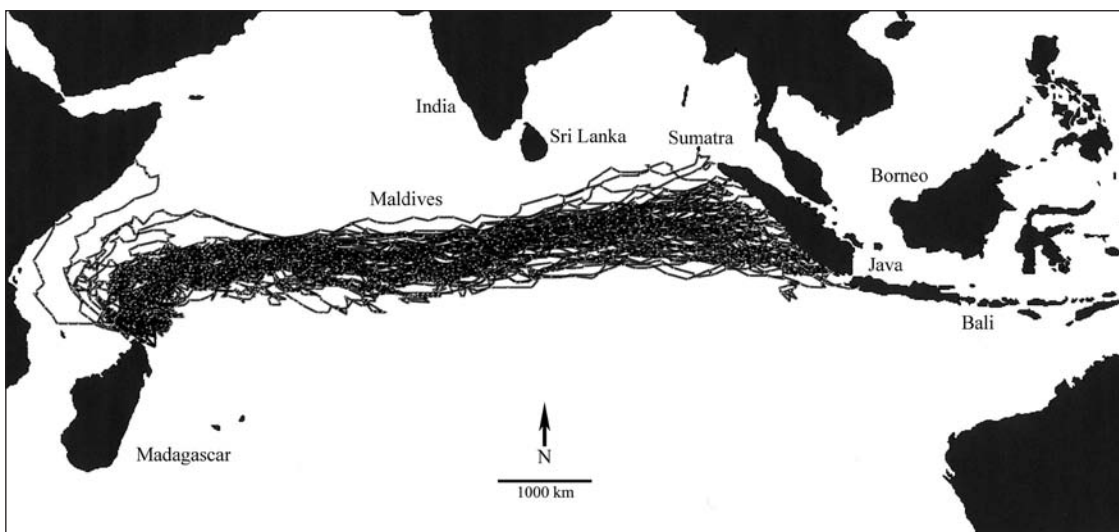 India
Sri Lanka
Sumatra
Maldives
Borneo
Java
Bali
Madagascar
N
1000 km